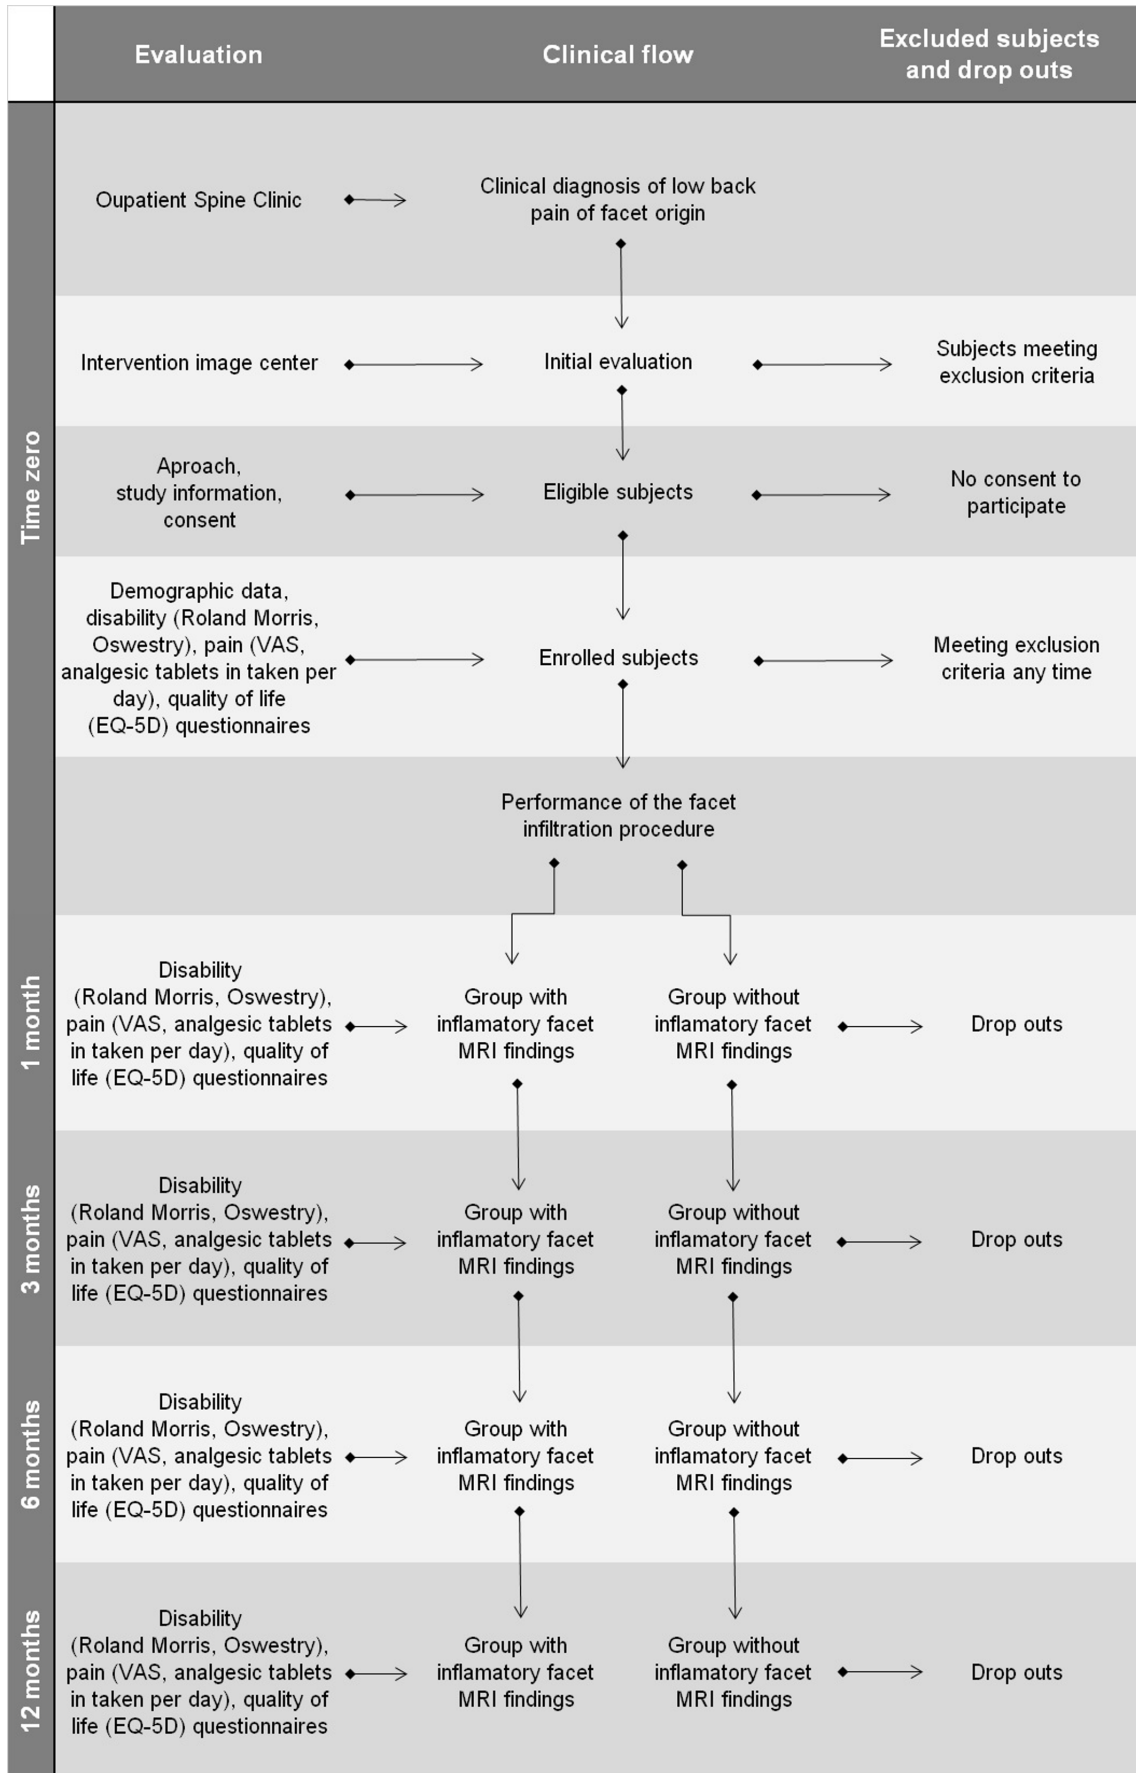 Evaluation
Clinical flow
Excluded subjects
and drop outs
Time zero
Oupatient Spine Clinic
Clinical diagnosis of low back
pain of facet origin
Intervention image center
Initial evaluation
Subjects meeting
exclusion criteria
Aproach,
study information,
consent
Eligible subjects
No consent to
participate
Demographic data,
disability (Roland Morris,
Oswestry), pain (VAS,
analgesic tablets in taken per
day), quality of life
(EQ-5D) questionnaires
Enrolled subjects
Meeting exclusion
criteria any time
Performance of the facet
infiltration procedure
1 month
Disability
(Roland Morris, Oswestry),
pain (VAS, analgesic tablets
in taken per day), quality of
life (EQ-5D) questionnaires
Group with
inflamatory facet
MRI findings
Group without
inflamatory facet
MRI findings
Drop outs
3 months
Disability
(Roland Morris, Oswestry),
pain (VAS, analgesic tablets
in taken per day), quality of
life (EQ-5D) questionnaires
Group with
inflamatory facet
MRI findings
Group without
inflamatory facet
MRI findings
Drop outs
6 months
Disability
(Roland Morris, Oswestry),
pain (VAS, analgesic tablets
in taken per day), quality of
life (EQ-5D) questionnaires
Group with
inflamatory facet
MRI findings
Group without
inflamatory facet
MRI findings
Drop outs
12 months
Disability
(Roland Morris, Oswestry),
pain (VAS, analgesic tablets
in taken per day), quality of
life (EQ-5D) questionnaires
Group with
inflamatory facet
MRI findings
Group without
inflamatory facet
MRI findings
Drop outs